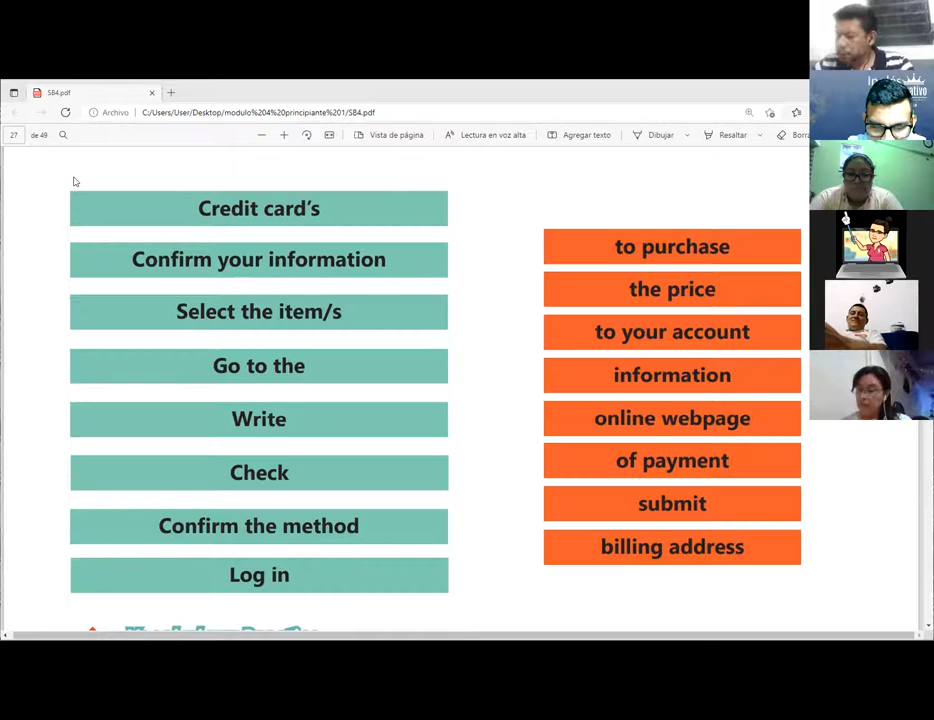 Inglés
SB4.pdf
Archivo
C:/Users/User/Desktop/modulo%204%20principiante%201/SB4.pdf
27 de 49
Vista de página
Lectura en voz alta
Agregar texto
Dibujar
Resaltar
Borra
Credit card's
Confirm your information
Select the item/s
Go to the
Write
Check
Confirm the method
Log in
to purchase
the price
to your account
information
online webpage
of payment
submit
billing address